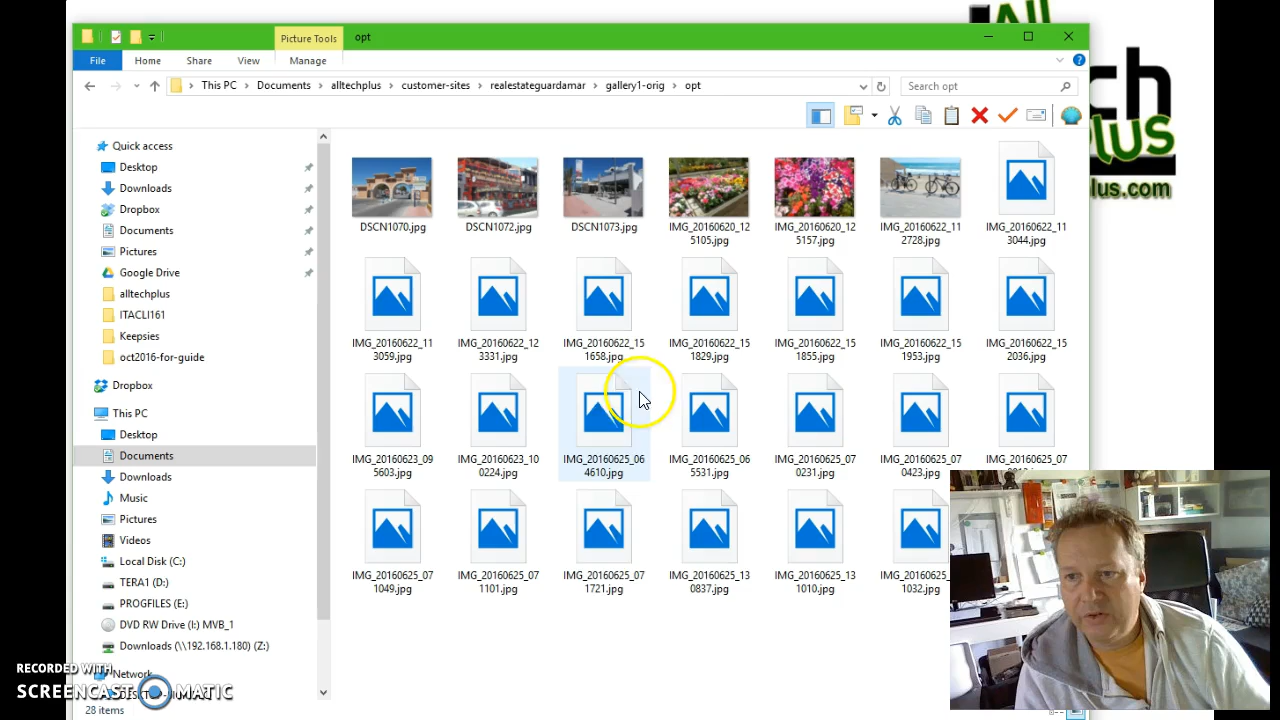 All
ch
plus
plus.com
Picture Tools
opt
File
Home
Share
View
Manage
This PC
Documents
alltechplus
customer-sites
realestateguardamar
gallery1-orig
opt
Search opt
Quick access
Desktop
Downloads
Dropbox
Documents
Pictures
Google Drive
alltechplus
ITACLI161
Keepsies
oct2016-for-guide
Dropbox
This PC
Desktop
Documents
Downloads
Music
Pictures
Videos
Local Disk (C:)
TERA1 (D:)
PROGFILES (E:)
DVD RW Drive (I:) MVB_1
Downloads (\\192.168.1.180) (Z:)
Network
28 items
DSCN1070.jpg
DSCN1072.jpg
DSCN1073.jpg
IMG_20160620_12
5105.jpg
IMG_20160620_12
5157.jpg
IMG_20160622_11
2728.jpg
IMG_20160622_11
3044.jpg
IMG_20160622_11
3059.jpg
IMG_20160622_12
3331.jpg
IMG_20160622_15
1658.jpg
IMG_20160622_15
1829.jpg
IMG_20160622_15
1855.jpg
IMG_20160622_15
1953.jpg
IMG_20160622_15
2036.jpg
IMG_20160623_09
5603.jpg
IMG_20160623_10
0224.jpg
IMG_20160625_06
4610.jpg
IMG_20160625_06
5531.jpg
IMG_20160625_07
0231.jpg
IMG_20160625_07
0423.jpg
IMG_20160625_07
IMG_20160625_07
1049.jpg
IMG_20160625_07
1101.jpg
IMG_20160625_07
1721.jpg
IMG_20160625_13
0837.jpg
IMG_20160625_13
1010.jpg
IMG_20160625_
1032.jpg
RECORDED WITH
SCREENCAST MATIC